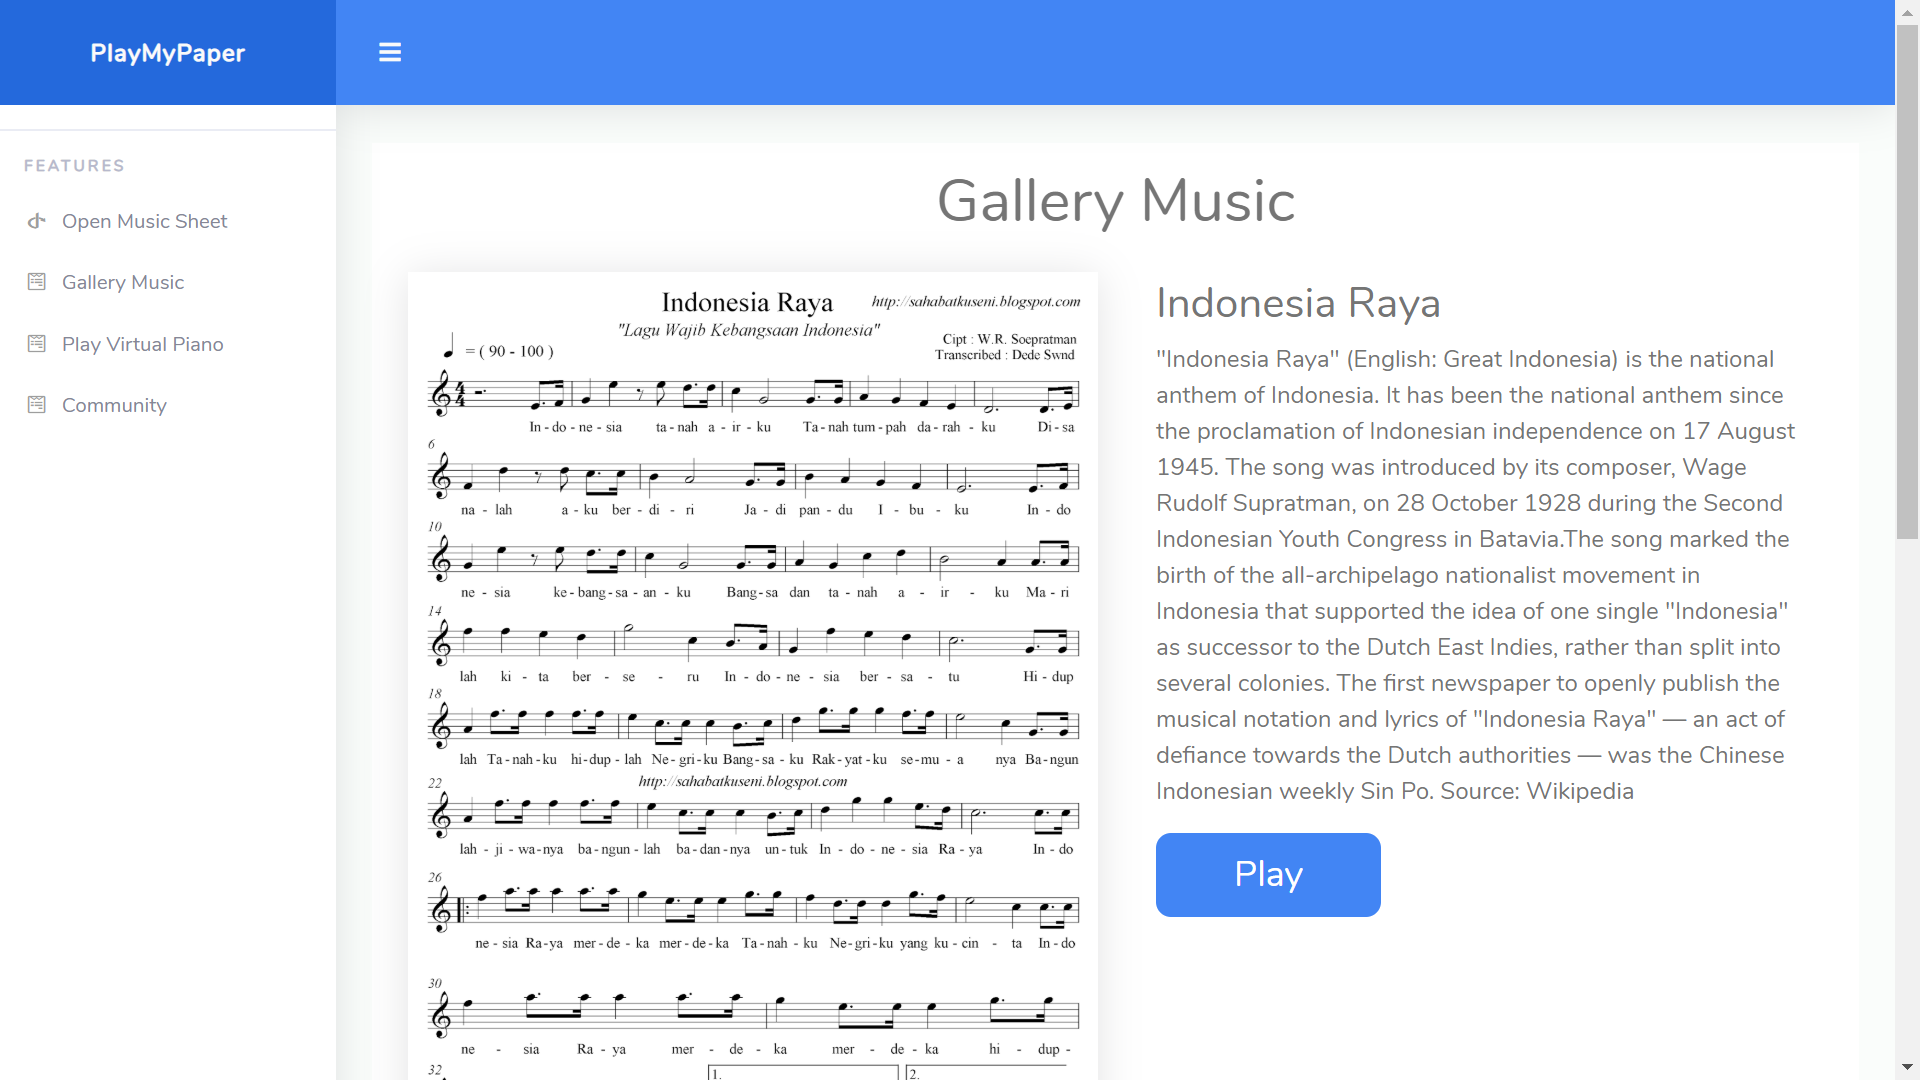 PlayMyPaper
FEATURES
Open Music Sheet
Gallery Music
Play Virtual Piano
Community
Gallery Music
Indonesia Raya
http://sahabatkuseni.blogspot.com
"Lagu Wajib Kebangsaan Indonesia"
= ( 90 - 100 )
Cipt : W.R. Soepratman
Transcribed : Dede Swnd
4
4
In - do - ne - sia ta - nah a - ir - ku Ta - nah tum - pah da - rah - ku Di - sa
6
na - lah a - ku ber - di - ri Ja - di pan - du I - bu - ku In - do
10
ne - sia ke - bang - sa - an - ku Bang - sa dan ta - nah a - ir - ku Ma - ri
14
lah ki - ta ber - se - ru In - do - ne - sia ber - sa - tu Hi - dup
18
lah Ta - nah - ku hi - dup - lah Ne - gri - ku Bang - sa - ku Rak - yat - ku se - mu - a nya Ba - ngun
http://sahabatkuseni.blogspot.com
22
lah - ji - wa - nya ba - ngun - lah ba - dan - nya un - tuk In - do - ne - sia Ra - ya In - do
26
ne - sia Ra - ya mer - de - ka mer - de - ka Ta - nah - ku Ne - gri - ku yang ku - cin - ta In - do
30
ne - sia Ra - ya mer - de - ka mer - de - ka hi - dup -
32
1.
2.
Indonesia Raya
"Indonesia Raya" (English: Great Indonesia) is the national
anthem of Indonesia. It has been the national anthem since
the proclamation of Indonesian independence on 17 August
1945. The song was introduced by its composer, Wage
Rudolf Supratman, on 28 October 1928 during the Second
Indonesian Youth Congress in Batavia.The song marked the
birth of the all-archipelago nationalist movement in
Indonesia that supported the idea of one single "Indonesia"
as successor to the Dutch East Indies, rather than split into
several colonies. The first newspaper to openly publish the
musical notation and lyrics of "Indonesia Raya" — an act of
defiance towards the Dutch authorities — was the Chinese
Indonesian weekly Sin Po. Source: Wikipedia
Play